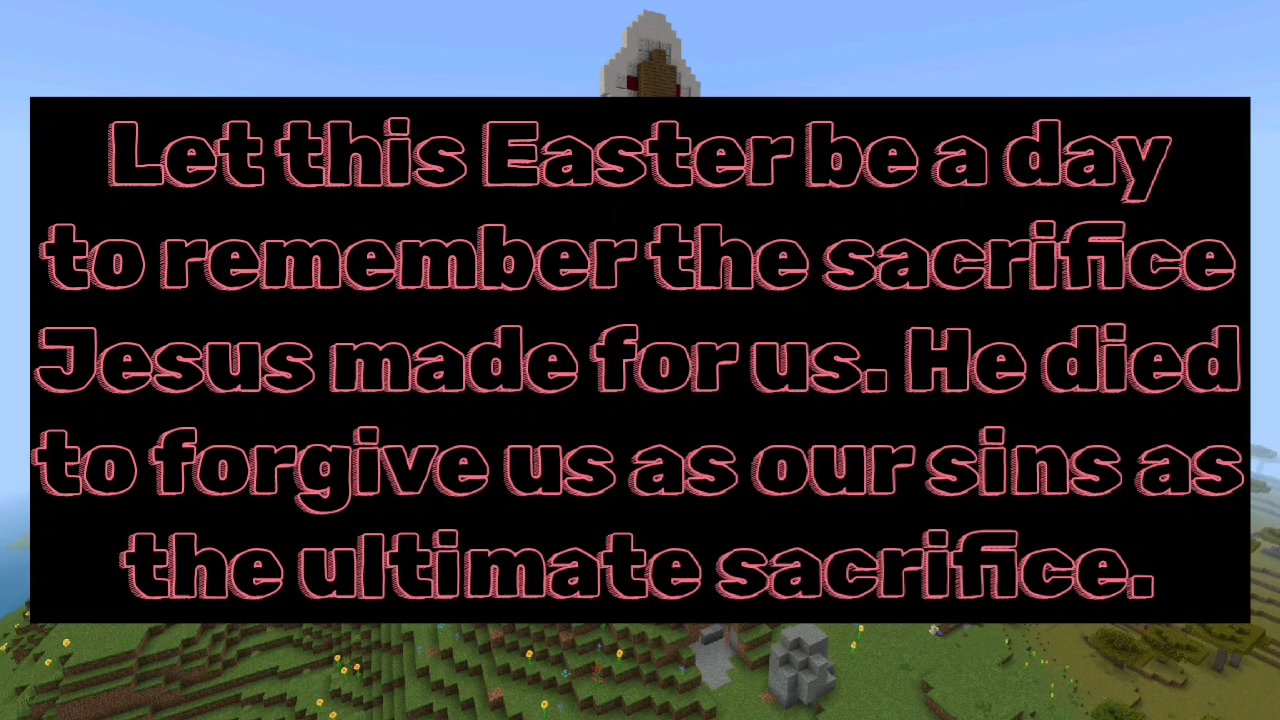 Let this Easter be a day
to remember the sacrifice
Jesus made for us. He died
to forgive us as our sins as
the ultimate sacrifice.